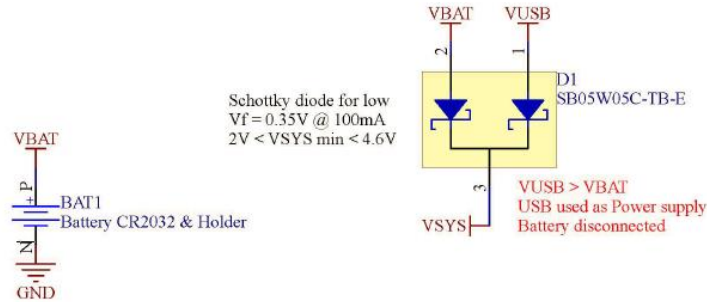 VBAT
VUSB
2
1
D1
SB05W05C-TB-E
Schottky diode for low
Vf = 0.35V @ 100mA
2V < VSYS min < 4.6V
VBAT
P
+
BAT1
Battery CR2032 & Holder
N
GND
3
VSYS
VUSB > VBAT
USB used as Power supply
Battery disconnected